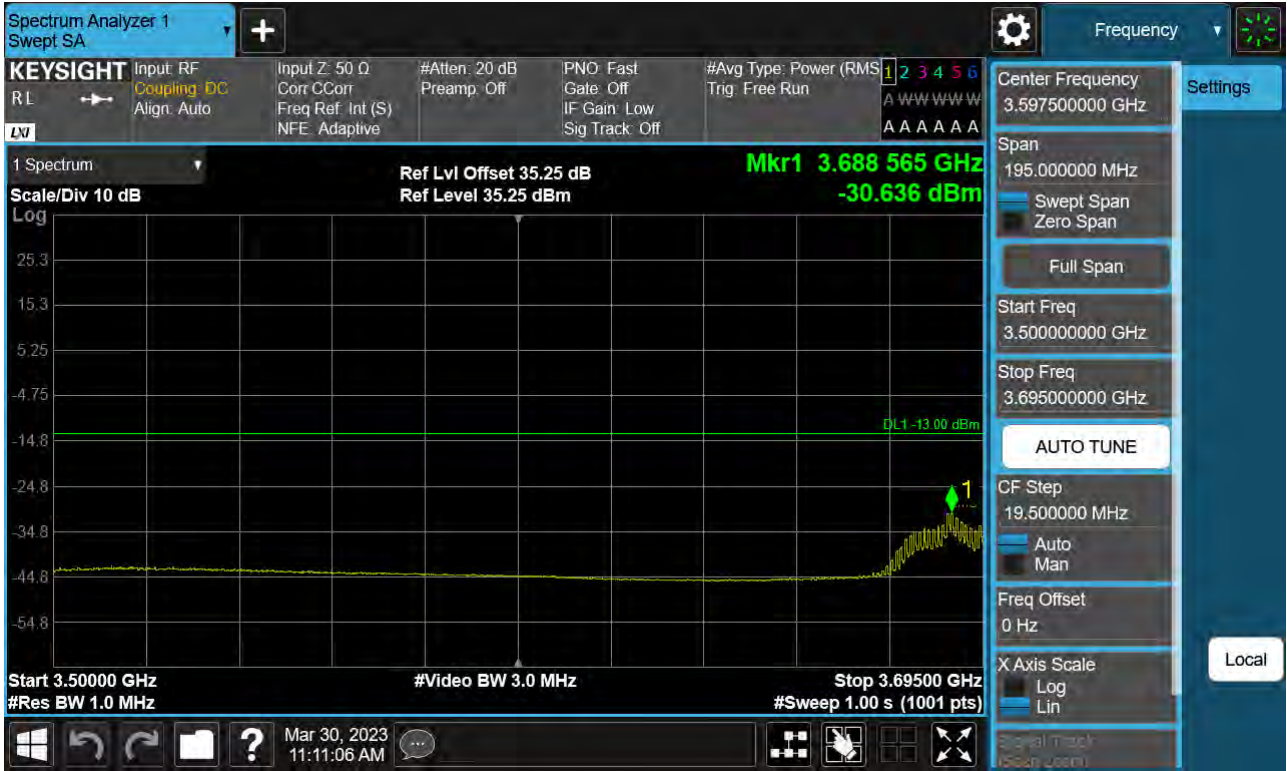 Spectrum Analyzer 1
Swept SA
+
Frequency
KEYSIGHT
RL
LXI
Input: RF
Coupling: DC
Align: Auto
Input Z: 50 Ω
Corr CCorr
Freq Ref: Int (S)
NFE: Adaptive
#Atten: 20 dB
Preamp: Off
PNO: Fast
Gate: Off
IF Gain: Low
Sig Track: Off
#Avg Type: Power (RMS
Trig: Free Run
1 2 3 4 5 6
A W W W W W
A A A A A A
1 Spectrum
Scale/Div 10 dB
Log
Ref Lvl Offset 35.25 dB
Ref Level 35.25 dBm
Mkr1 3.688 565 GHz
-30.636 dBm
25.3
15.3
5.25
-4.75
-14.8
-24.8
-34.8
-44.8
-54.8
DL1 -13.00 dBm
1
Start 3.50000 GHz
#Res BW 1.0 MHz
#Video BW 3.0 MHz
Stop 3.69500 GHz
#Sweep 1.00 s (1001 pts)
Center Frequency
3.597500000 GHz
Settings
Span
195.000000 MHz
Swept Span
Zero Span
Full Span
Start Freq
3.500000000 GHz
Stop Freq
3.695000000 GHz
AUTO TUNE
CF Step
19.500000 MHz
Auto
Man
Freq Offset
0 Hz
X Axis Scale
Log
Lin
Signal Track
(Span Zoom)
Local
?
Mar 30, 2023
11:11:06 AM